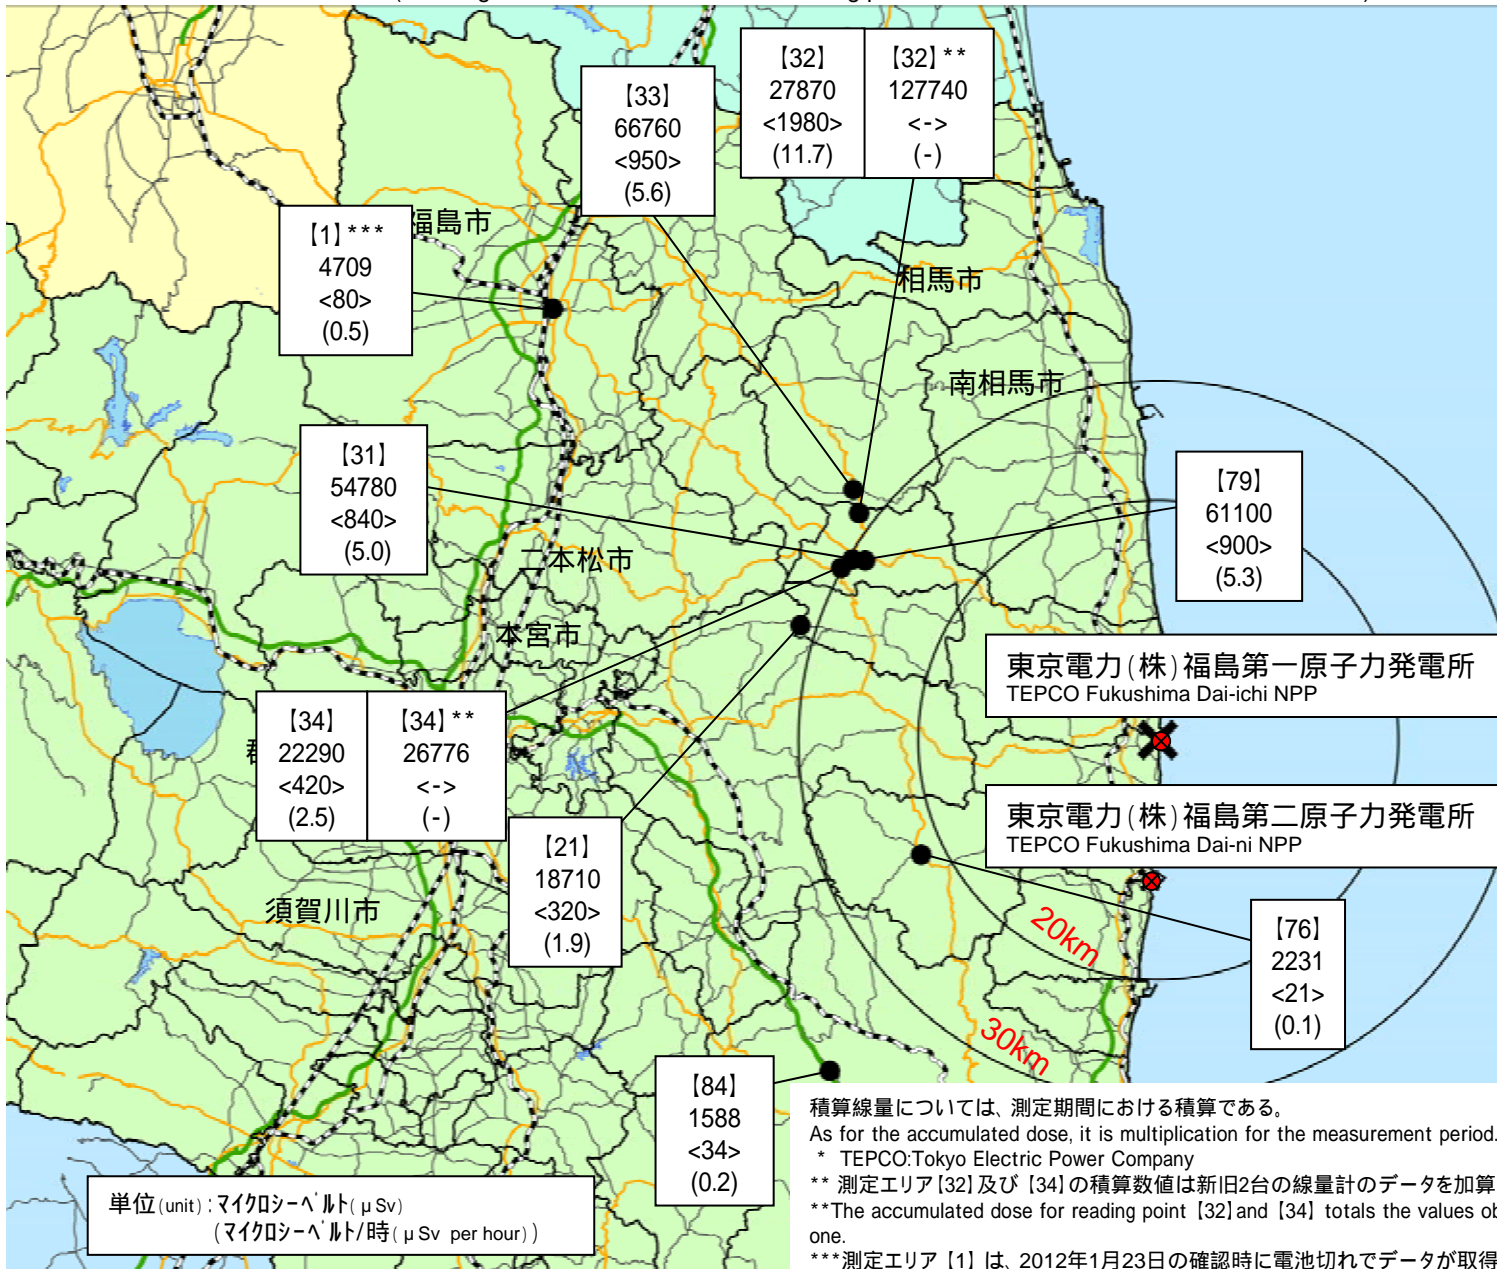 【32】
27870
<1980>
(11.7)
【32】**
127740
<->
(-)
【33】
66760
<950>
(5.6)
【1】***
4709
<80>
(0.5)
福島市
相馬市
南相馬市
【31】
54780
<840>
(5.0)
【79】
61100
<900>
(5.3)
二本松市
本宮市
東京電力(株)福島第一原子力発電所
TEPCO Fukushima Dai-ichi NPP
【34】
22290
<420>
(2.5)
【34】**
26776
<->
(-)
東京電力(株)福島第二原子力発電所
TEPCO Fukushima Dai-ni NPP
【21】
18710
<320>
(1.9)
須賀川市
20km
【76】
2231
<21>
(0.1)
30km
【84】
1588
<34>
(0.2)
積算線量については、測定期間における積算である。
As for the accumulated dose, it is multiplication for the measurement period.
* TEPCO:Tokyo Electric Power Company
** 測定エリア【32】及び【34】の積算数値は新旧2台の線量計のデータを加算
**The accumulated dose for reading point 【32】and 【34】 totals the values
one.
***測定エリア【1】は、2012年1月23日の確認時に電池切れでデータが取得
単位(unit):マイクロシーベルト(μSv)
(マイクロシーベルト/時(μSv per hour))